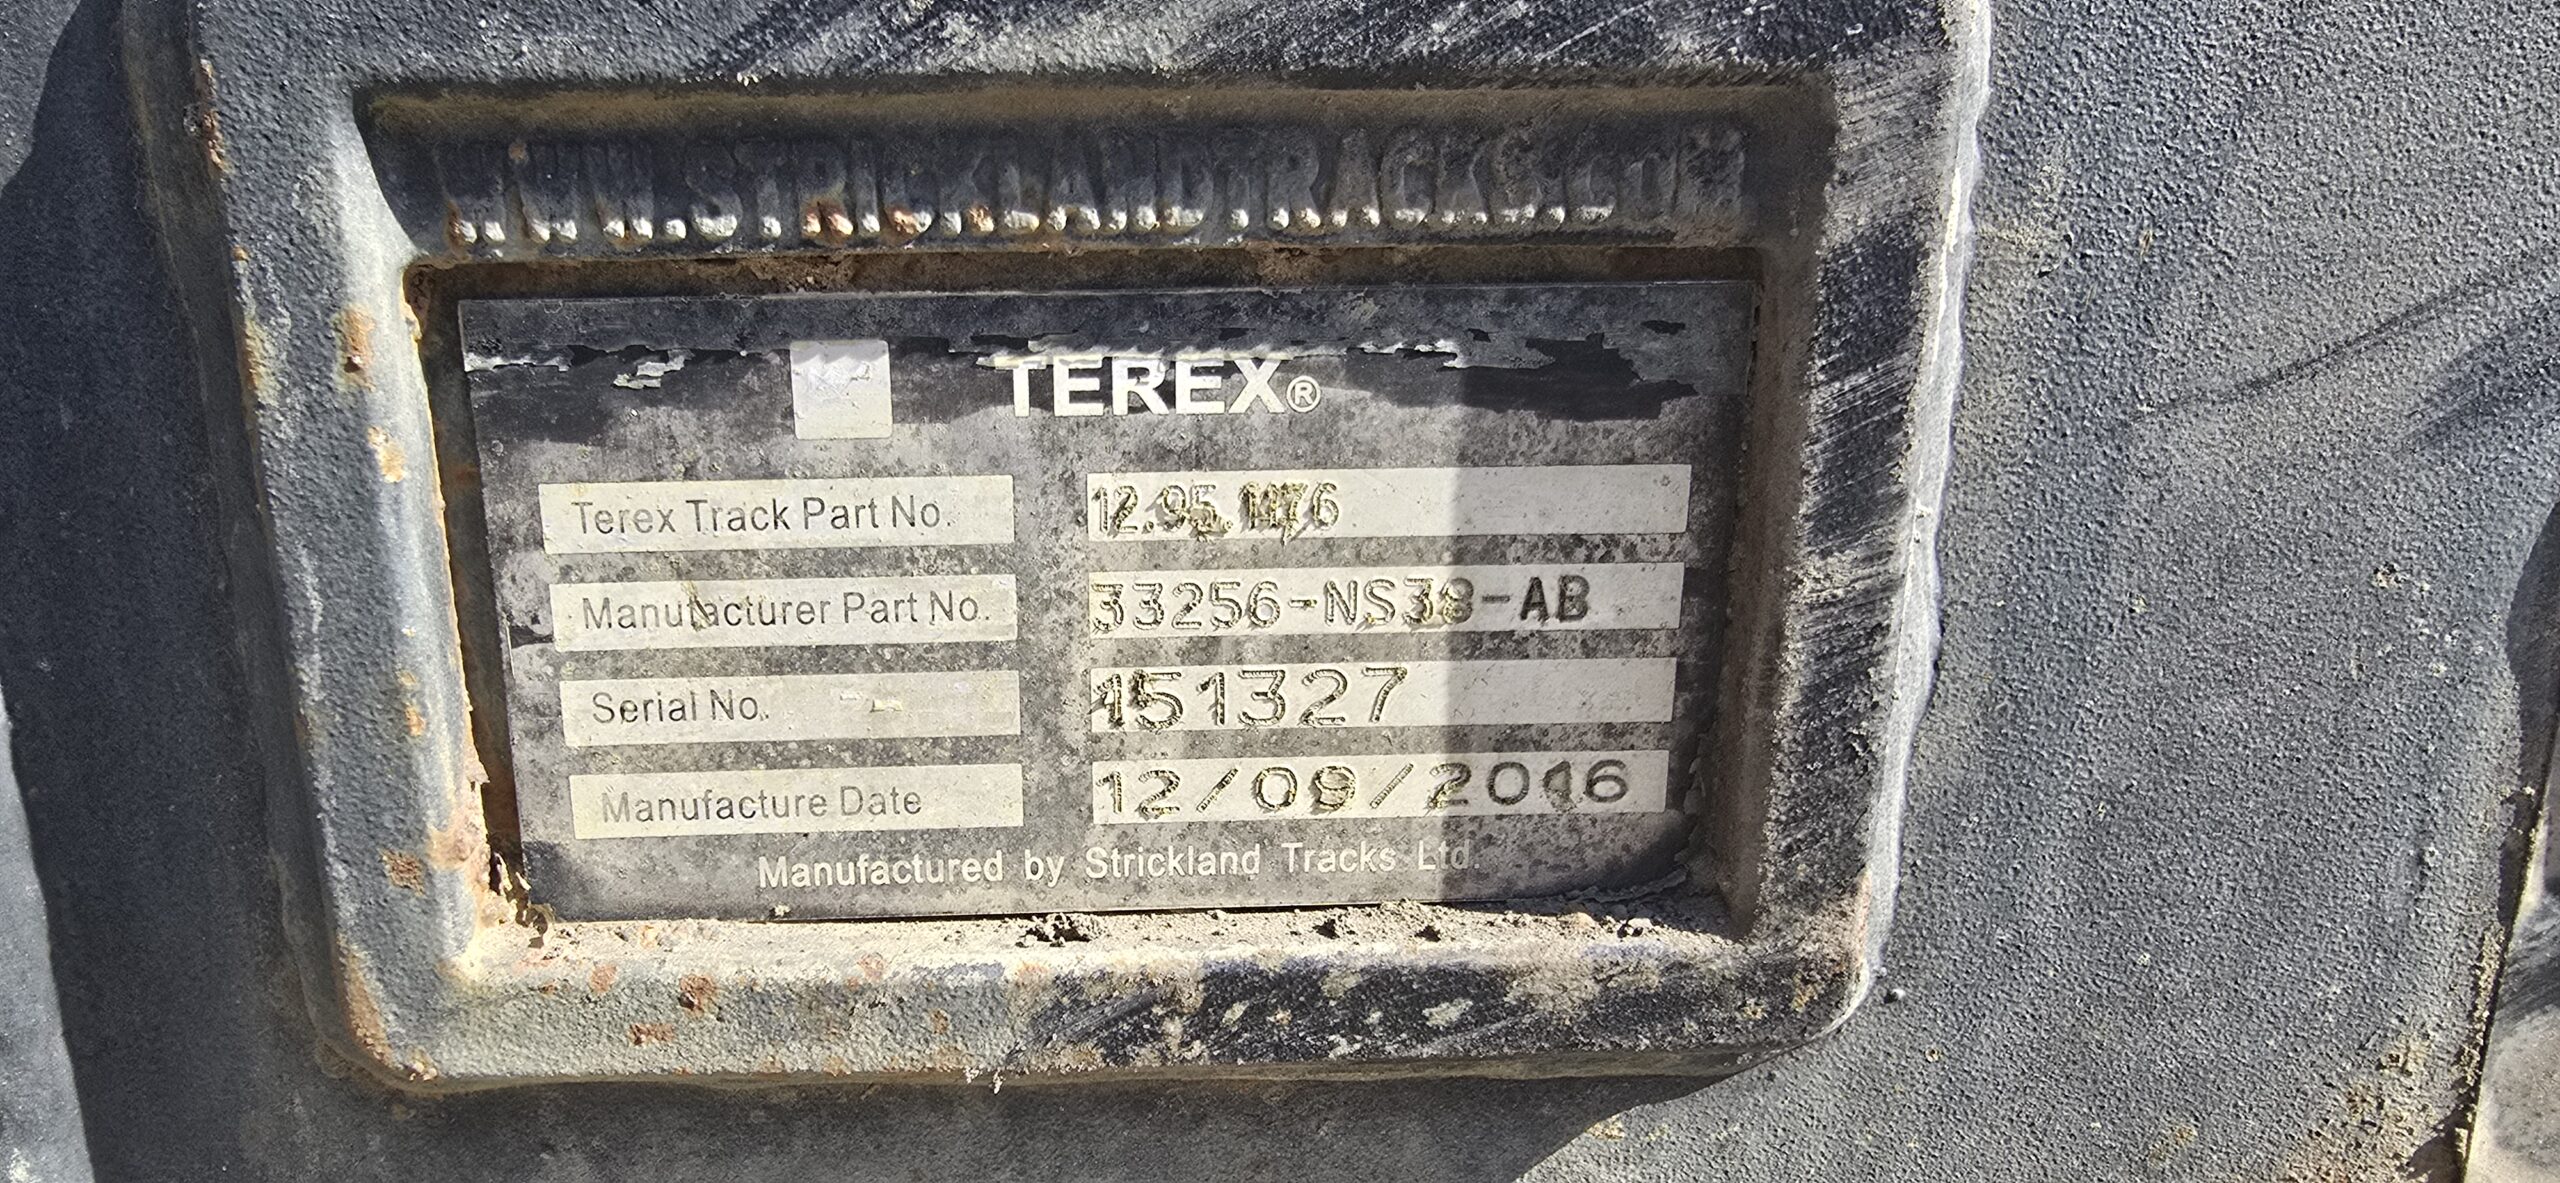 WWW.STRICKLANDTRACKS.COM
TEREX®
Terex Track Part No. 12.95.1176
Manufacturer Part No. 33256-NS38-AB
Serial No. 151327
Manufacture Date 12/09/2016
Manufactured by Strickland Tracks Ltd.